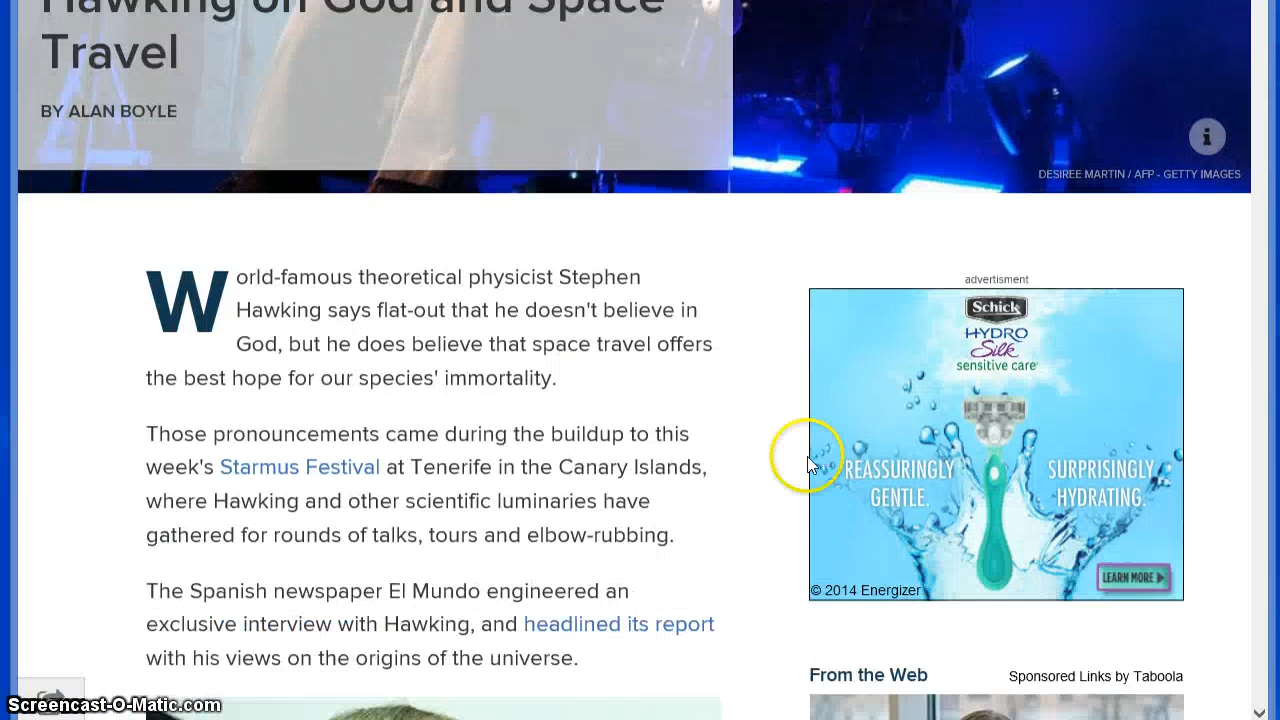 Hawking on God and Space
Travel
BY ALAN BOYLE
DESIREE MARTIN / AFP - GETTY IMAGES
World-famous theoretical physicist Stephen
Hawking says flat-out that he doesn't believe in
God, but he does believe that space travel offers
the best hope for our species' immortality.
Those pronouncements came during the buildup to this
week's Starmus Festival at Tenerife in the Canary Islands,
where Hawking and other scientific luminaries have
gathered for rounds of talks, tours and elbow-rubbing.
The Spanish newspaper El Mundo engineered an
exclusive interview with Hawking, and headlined its report
with his views on the origins of the universe.
advertisment
Schick
HYDRO
Silk
sensitive care
REASSURINGLY
GENTLE.
SURPRISINGLY
HYDRATING.
LEARN MORE
© 2014 Energizer
From the Web
Sponsored Links by Taboola
Screencast-O-Matic.com